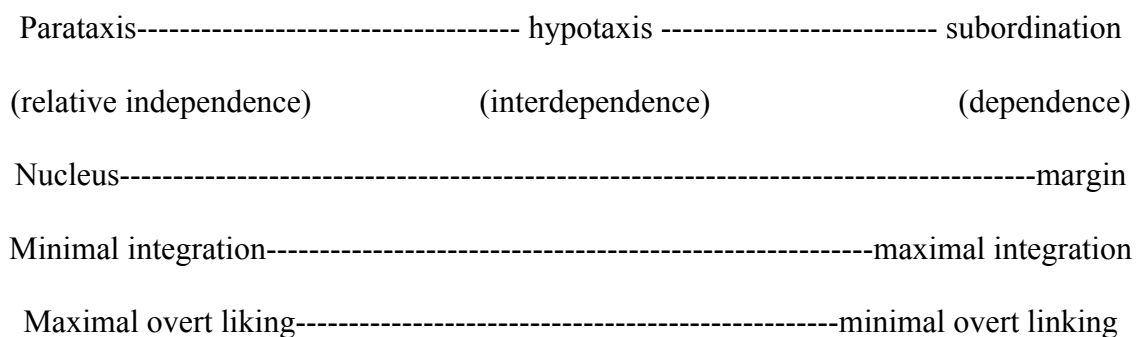 Parataxis------------------------------------ hypotaxis -------------------------- subordination
(relative independence) (interdependence) (dependence)
Nucleus--------------------------------------------------------------------------------------margin
Minimal integration---------------------------------------------------------maximal integration
Maximal overt liking---------------------------------------------------minimal overt linking